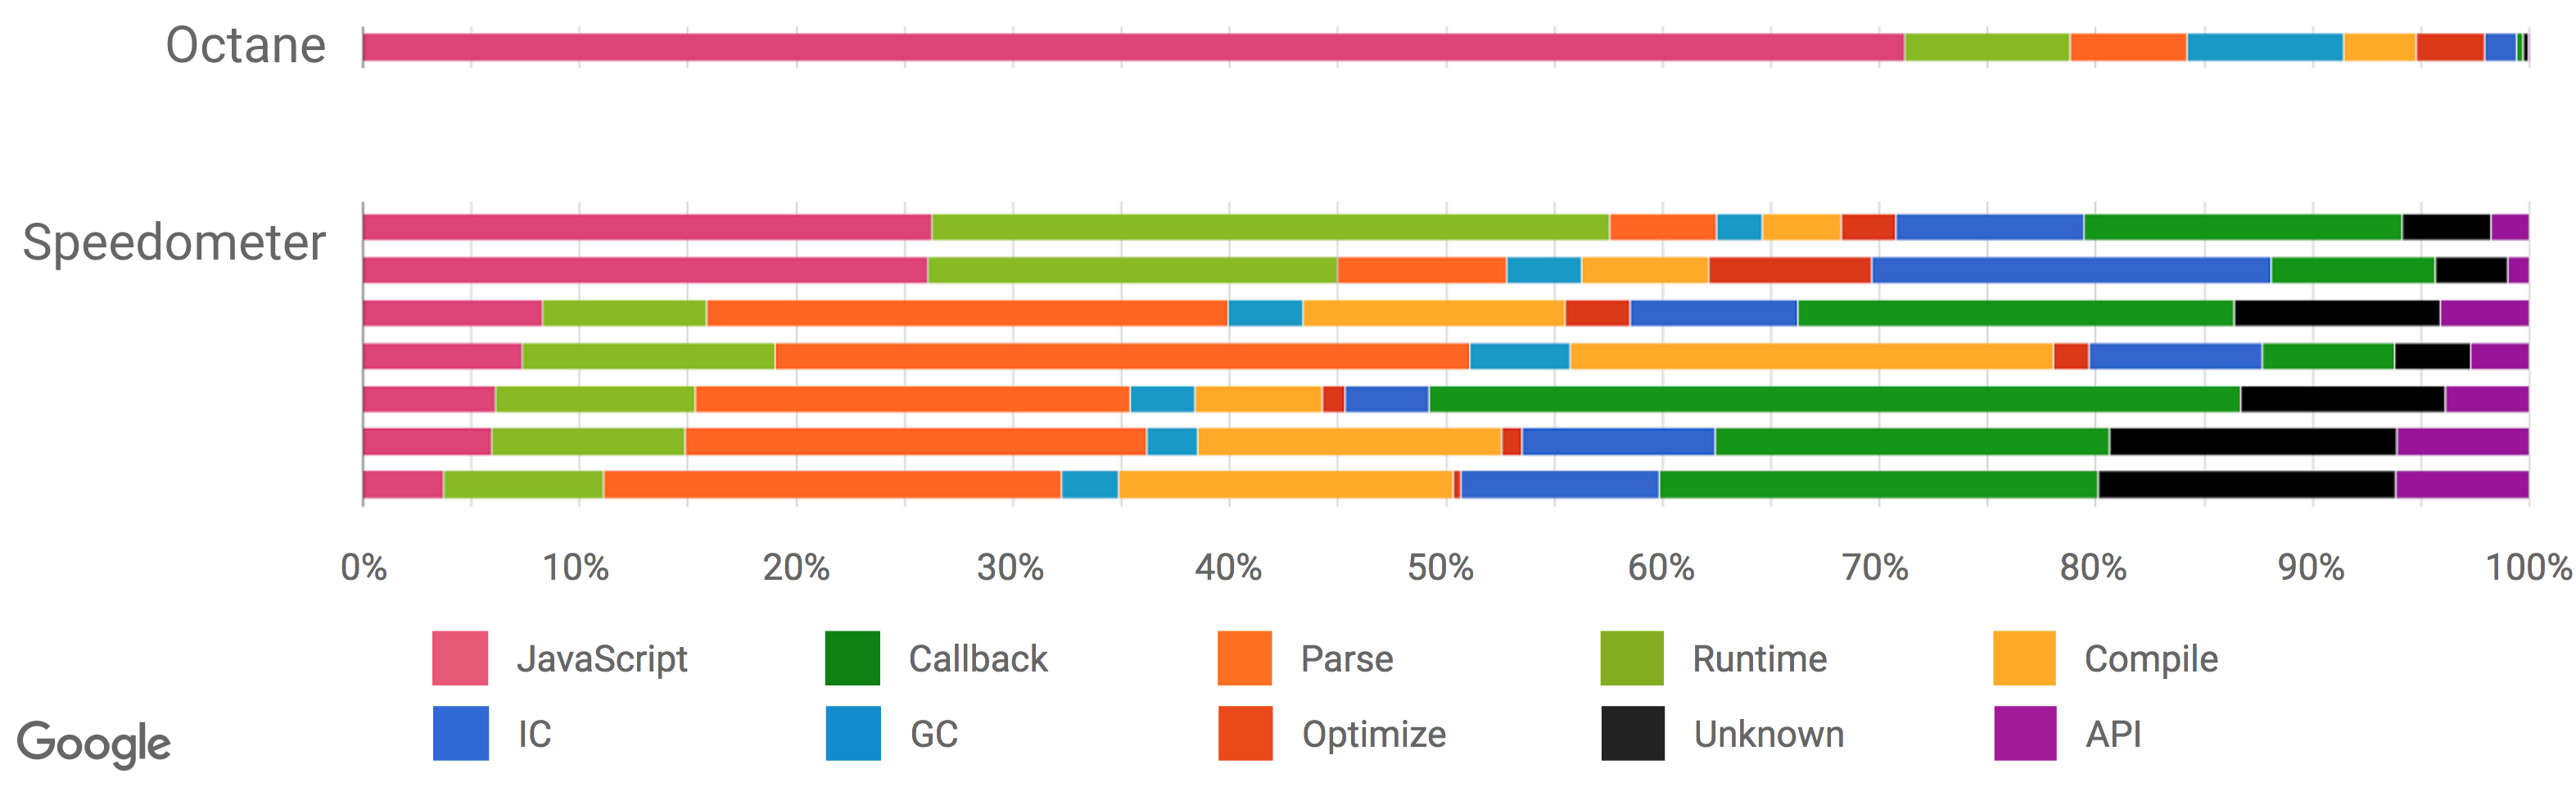 Octane
Speedometer
0% 10% 20% 30% 40% 50% 60% 70% 80% 90% 100%
JavaScript Callback Parse Runtime Compile
IC GC Optimize Unknown API
Google